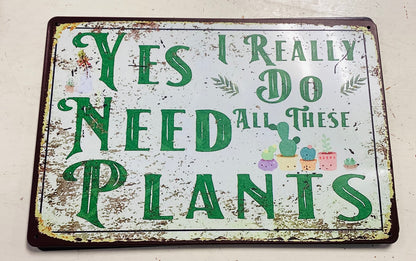 Yes I Really
Do
Need All These
Plants